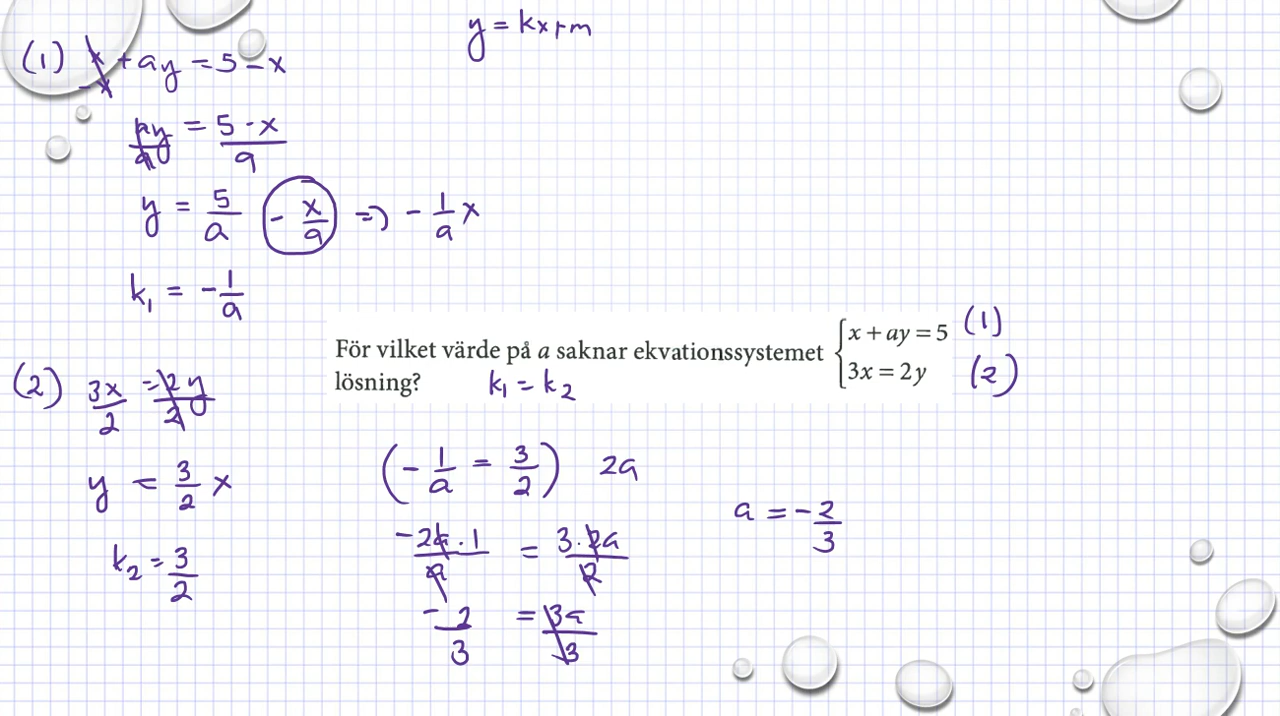 y = kx+m
(1) x + ay = 5 - x
-x
ay/a = 5 - x/a
y = 5/a - x/a => - 1/a x
k₁ = - 1/a
För vilket värde på a saknar ekvationssystemet
lösning? k₁ = k₂
x + ay = 5 (1)
3x = 2y (2)
(2) 3x/2 = 2y/2
y = 3/2 x
k₂ = 3/2
(- 1/a = 3/2) 2a
-2a · 1/a = 3 · 2a/2
-2/3 = 3a/3
a = - 2/3